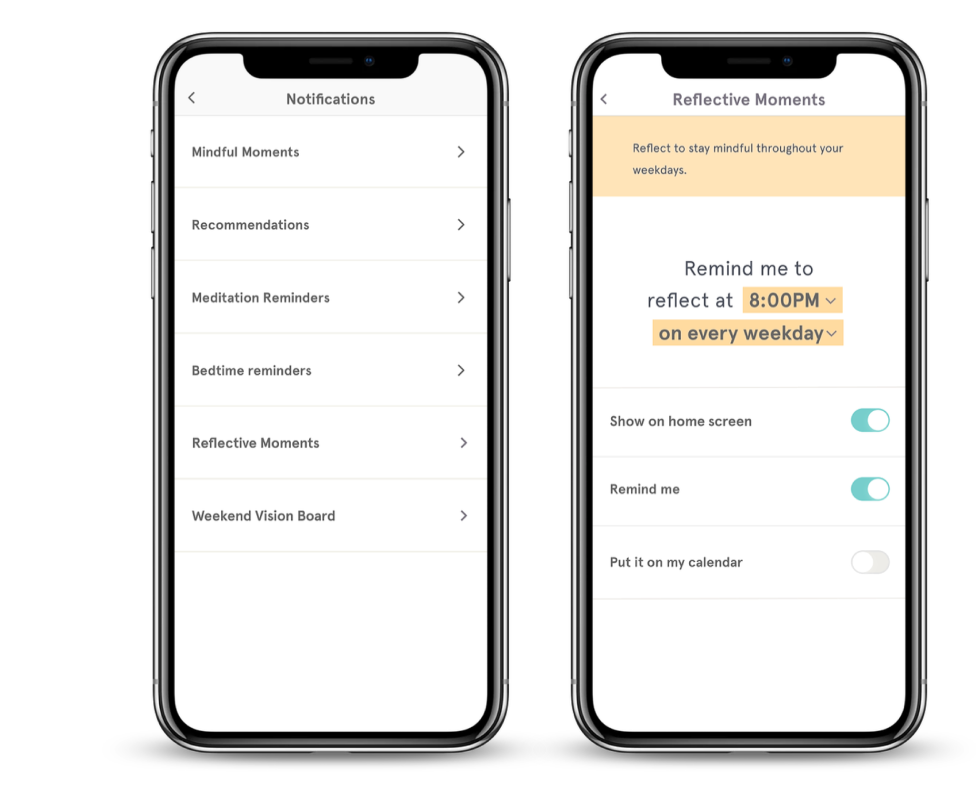 Notifications
Mindful Moments
Recommendations
Meditation Reminders
Bedtime reminders
Reflective Moments
Weekend Vision Board
Reflective Moments
Reflect to stay mindful throughout your
weekdays.
Remind me to
reflect at 8:00PM
on every weekday
Show on home screen
Remind me
Put it on my calendar